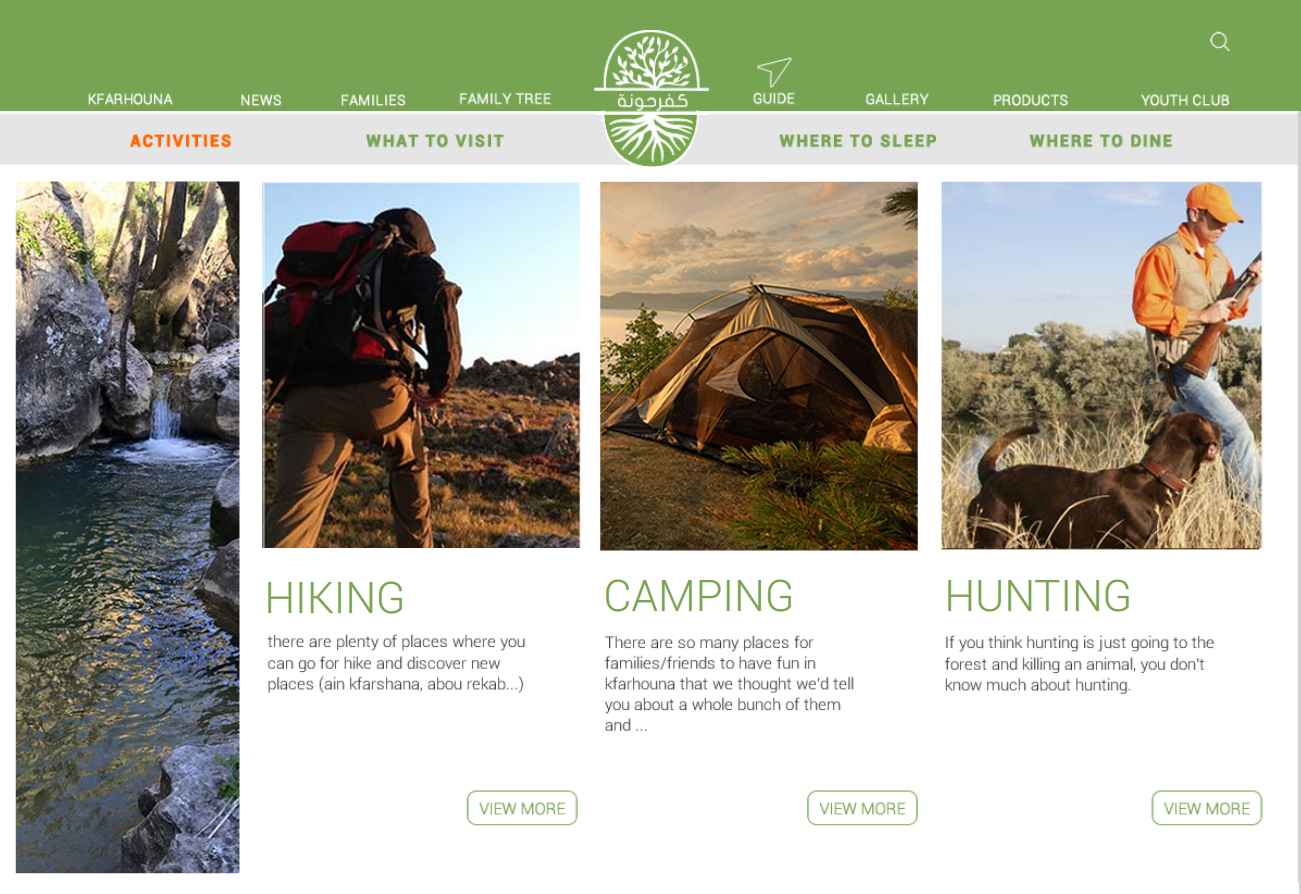 KFARHOUNA
NEWS
FAMILIES
FAMILY TREE
كفرحونة
GUIDE
GALLERY
PRODUCTS
YOUTH CLUB
ACTIVITIES
WHAT TO VISIT
WHERE TO SLEEP
WHERE TO DINE
HIKING
there are plenty of places where you
can go for hike and discover new
places (ain kfarshana, abou rekab...)
VIEW MORE
CAMPING
There are so many places for
families/friends to have fun in
kfarhouna that we thought we'd tell
you about a whole bunch of them
and ...
VIEW MORE
HUNTING
If you think hunting is just going to the
forest and killing an animal, you don't
know much about hunting.
VIEW MORE